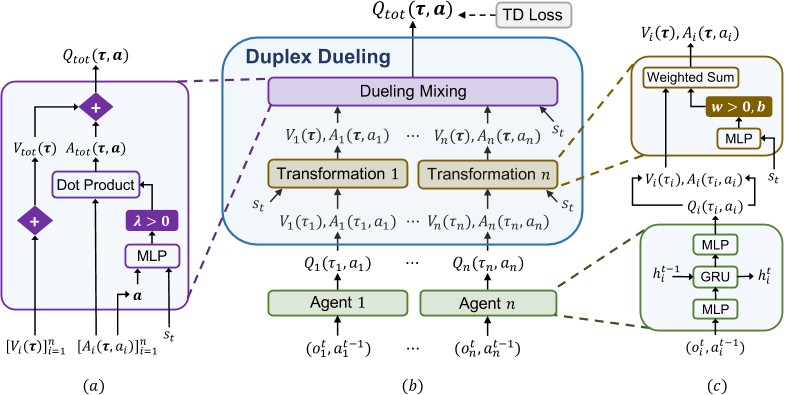 Q_tot(τ, a)
+
V_tot(τ) A_tot(τ, a)
Dot Product
λ > 0
+
MLP
a
[V_i(τ)]_{i=1}^n [A_i(τ, a_i)]_{i=1}^n s_t
(a)
Q_tot(τ, a) TD Loss
Duplex Dueling
Dueling Mixing
V_1(τ), A_1(τ, a_1) ⋯ V_n(τ), A_n(τ, a_n) s_t
Transformation 1 Transformation n
s_t s_t
V_1(τ_1), A_1(τ_1, a_1) ⋯ V_n(τ_n), A_n(τ_n, a_n)
Q_1(τ_1, a_1) Q_n(τ_n, a_n)
Agent 1 Agent n
(o_1^t, a_1^{t-1}) ⋯ (o_n^t, a_n^{t-1})
(b)
V_i(τ), A_i(τ, a_i)
Weighted Sum
w > 0, b
MLP
s_t
V_i(τ_i), A_i(τ_i, a_i)
Q_i(τ_i, a_i)
MLP
h_i^{t-1} GRU h_i^t
MLP
(o_i^t, a_i^{t-1})
(c)